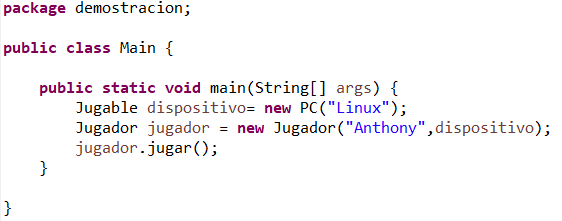 package demostracion;
public class Main {
public static void main(String[] args) {
Jugable dispositivo= new PC("Linux");
Jugador jugador = new Jugador("Anthony",dispositivo);
jugador.jugar();
}
}